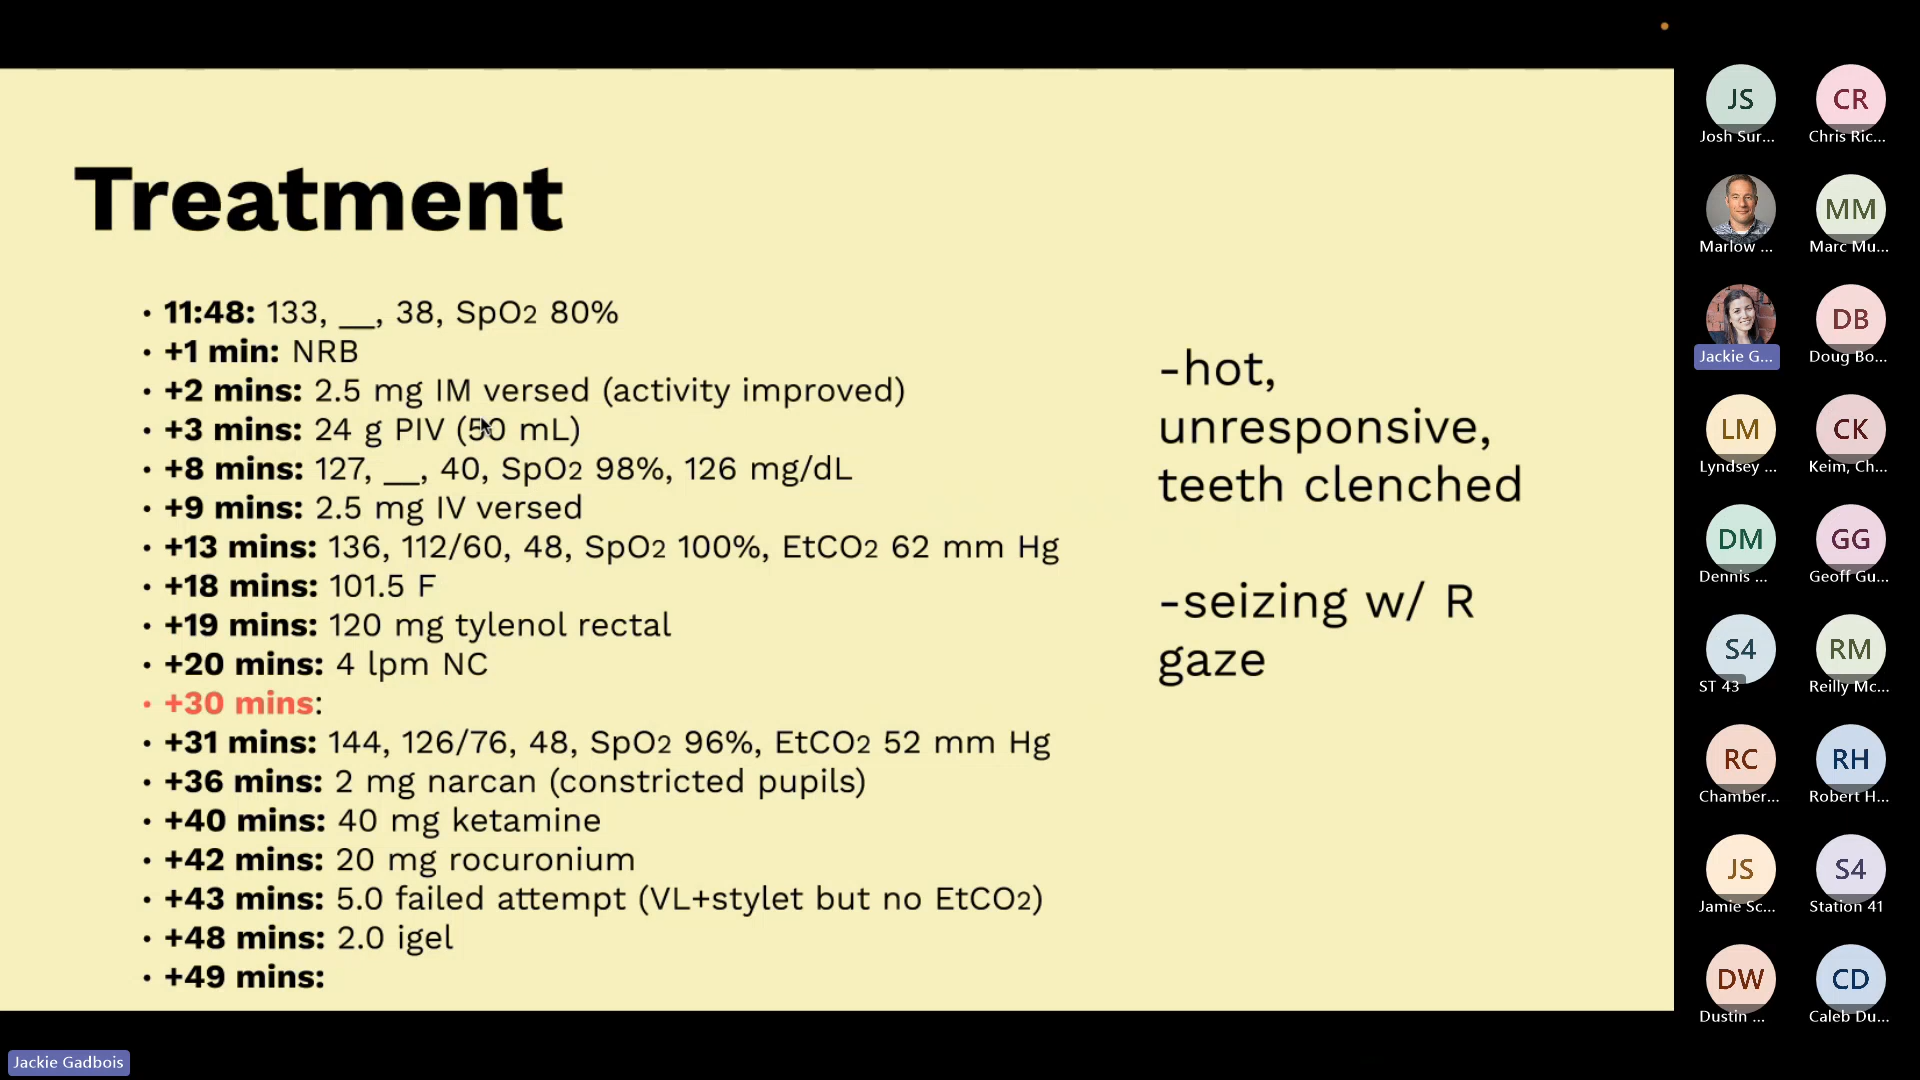 Treatment
• 11:48: 133, __, 38, SpO2 80%
• +1 min: NRB
• +2 mins: 2.5 mg IM versed (activity improved)
• +3 mins: 24 g PIV (50 mL)
• +8 mins: 127, __, 40, SpO2 98%, 126 mg/dL
• +9 mins: 2.5 mg IV versed
• +13 mins: 136, 112/60, 48, SpO2 100%, EtCO2 62 mm Hg
• +18 mins: 101.5 F
• +19 mins: 120 mg tylenol rectal
• +20 mins: 4 lpm NC
• +30 mins:
• +31 mins: 144, 126/76, 48, SpO2 96%, EtCO2 52 mm Hg
• +36 mins: 2 mg narcan (constricted pupils)
• +40 mins: 40 mg ketamine
• +42 mins: 20 mg rocuronium
• +43 mins: 5.0 failed attempt (VL+stylet but no EtCO2)
• +48 mins: 2.0 igel
• +49 mins:
-hot,
unresponsive,
teeth clenched
-seizing w/ R
gaze
JS CR
Josh Sur... Chris Ric...
MM
Marlow ... Marc Mu...
DB
Jackie G... Doug Bo...
LM CK
Lyndsey ... Keim, Ch...
DM GG
Dennis ... Geoff Gu...
S4 RM
ST 43 Reilly Mc...
RC RH
Chamber... Robert H...
JS S4
Jamie Sc... Station 41
DW CD
Dustin ... Caleb Du...
Jackie Gadbois